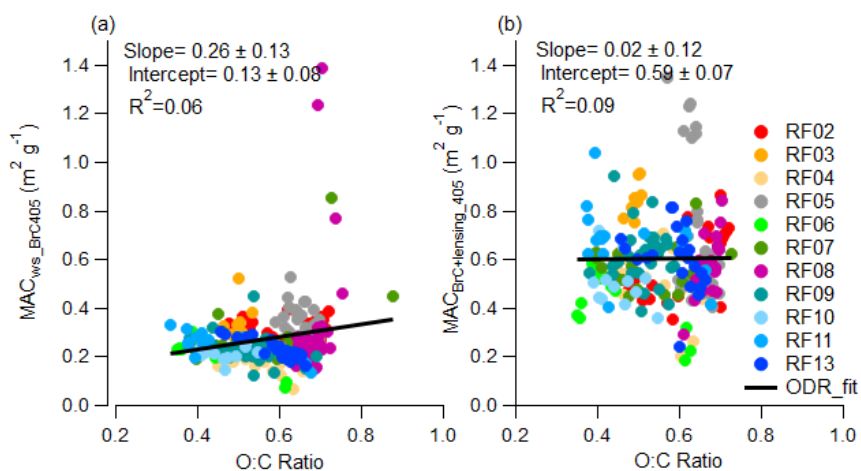 (a)
Slope= 0.26 ± 0.13
Intercept= 0.13 ± 0.08
R²=0.06
MACws_BrC405 (m² g⁻¹)
1.4
1.2
1.0
0.8
0.6
0.4
0.2
0.0
0.2 0.4 0.6 0.8 1.0
O:C Ratio
(b)
Slope= 0.02 ± 0.12
Intercept= 0.59 ± 0.07
R²=0.09
MACBrC+lensing_405 (m² g⁻¹)
1.4
1.2
1.0
0.8
0.6
0.4
0.2
0.0
0.2 0.4 0.6 0.8 1.0
O:C Ratio
RF02
RF03
RF04
RF05
RF06
RF07
RF08
RF09
RF10
RF11
RF13
ODR_fit